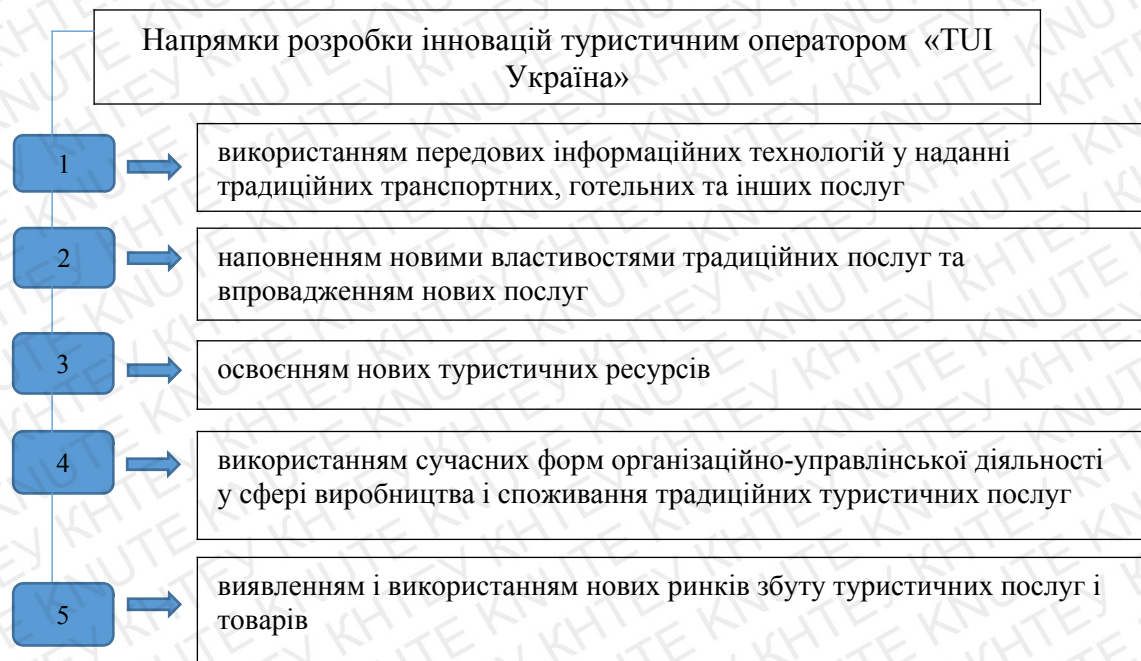 Напрямки розробки інновацій туристичним оператором «TUI
Україна»
1
використанням передових інформаційних технологій у наданні
традиційних транспортних, готельних та інших послуг
2
наповненням новими властивостями традиційних послуг та
впровадженням нових послуг
3
освоєнням нових туристичних ресурсів
4
використанням сучасних форм організаційно-управлінської діяльності
у сфері виробництва і споживання традиційних туристичних послуг
5
виявленням і використанням нових ринків збуту туристичних послуг і
товарів